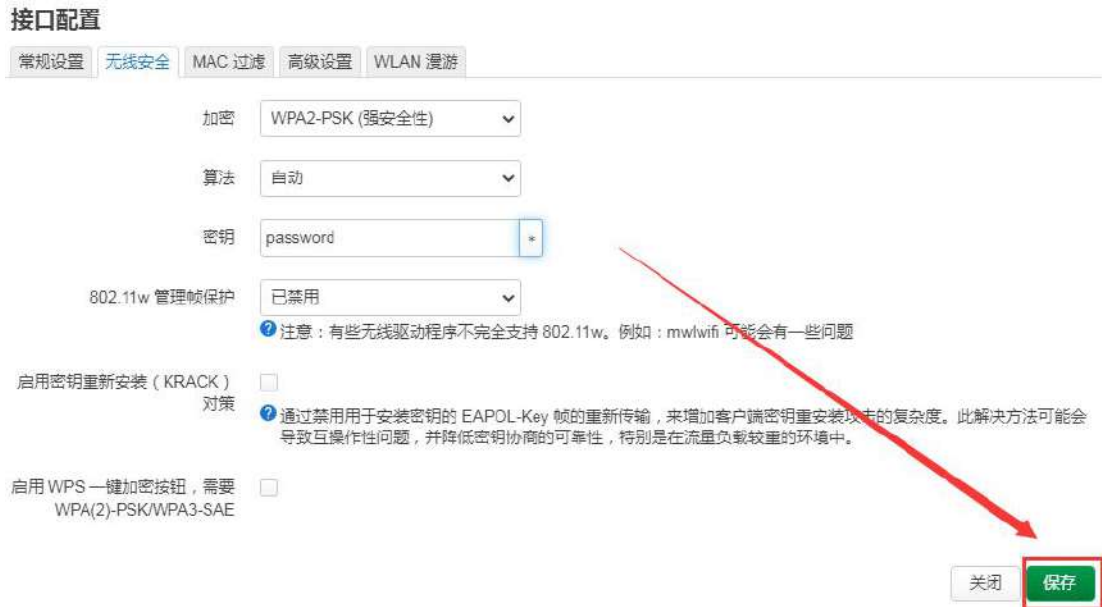 接口配置
常规设置 无线安全 MAC 过滤 高级设置 WLAN 漫游
加密 WPA2-PSK (强安全性)
算法 自动
密钥 password *
802.11w 管理帧保护 已禁用
注意：有些无线驱动程序不完全支持 802.11w。例如：mwlwifi 可能会有一些问题
启用密钥重新安装（KRACK）
对策
通过禁用用于安装密钥的 EAPOL-Key 帧的重新传输，来增加客户端密钥重安装攻击的复杂度。此解决方法可能会
导致互操作性问题，并降低密钥协商的可靠性，特别是在流量负载较重的环境中。
启用 WPS 一键加密按钮，需要
WPA(2)-PSK/WPA3-SAE
关闭 保存